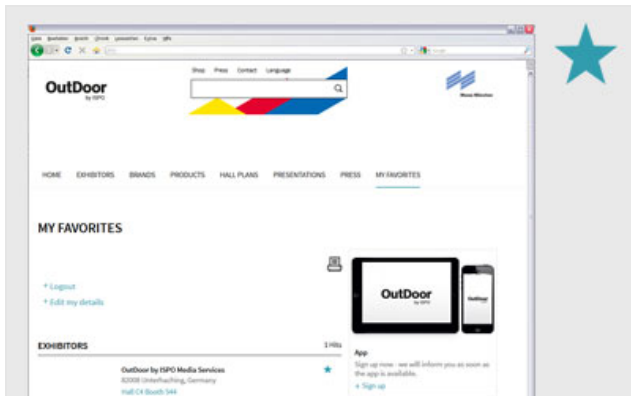 Shop Press Contact Language
OutDoor
by ISPO
Messe München
HOME EXHIBITORS BRANDS PRODUCTS HALL PLANS PRESENTATIONS PRESS MY FAVORITES
MY FAVORITES
Logout
Edit my details
OutDoor
by ISPO
OutDoor
EXHIBITORS 1 Hits
OutDoor by ISPO Media Services
82008 Unterhaching, Germany
Hall C4 Booth 544
App
Sign up now - we will inform you as soon as
the app is available.
+ Sign up